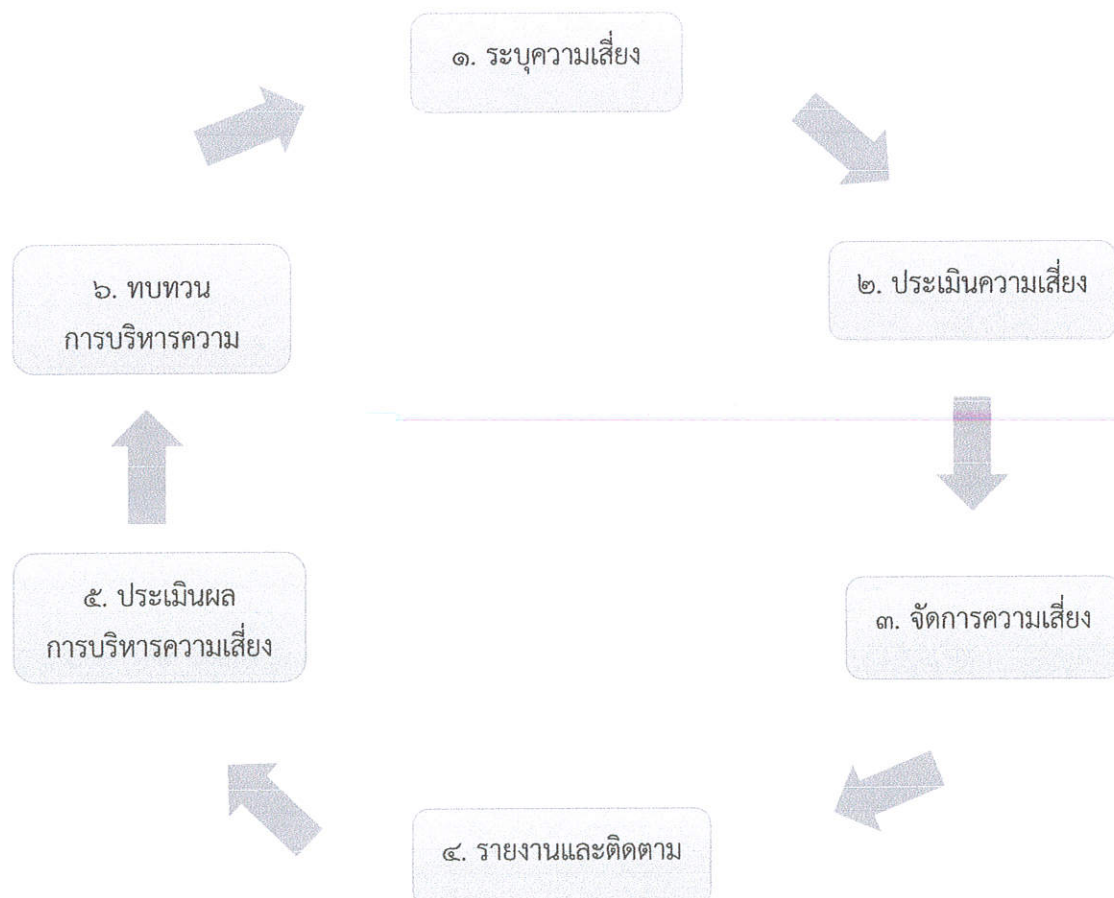 ๑. ระบุความเสี่ยง
๒. ประเมินความเสี่ยง
๓. จัดการความเสี่ยง
๔. รายงานและติดตาม
๕. ประเมินผล
การบริหารความเสี่ยง
๖. ทบทวน
การบริหารความ